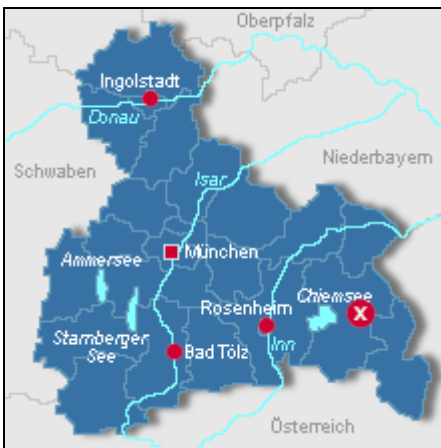 Oberpfalz
Ingolstadt
Donau
Schwaben
Niederbayern
Isar
München
Ammersee
Chiemsee
Rosenheim
X
Starnberger
See
Inn
Bad Tölz
Österreich